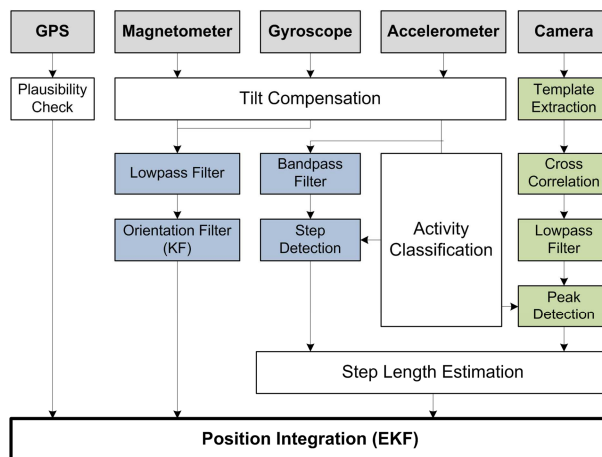 GPS
Magnetometer
Gyroscope
Accelerometer
Camera
Plausibility
Check
Tilt Compensation
Template
Extraction
Lowpass Filter
Bandpass
Filter
Cross
Correlation
Orientation Filter
(KF)
Step
Detection
Activity
Classification
Lowpass
Filter
Peak
Detection
Step Length Estimation
Position Integration (EKF)